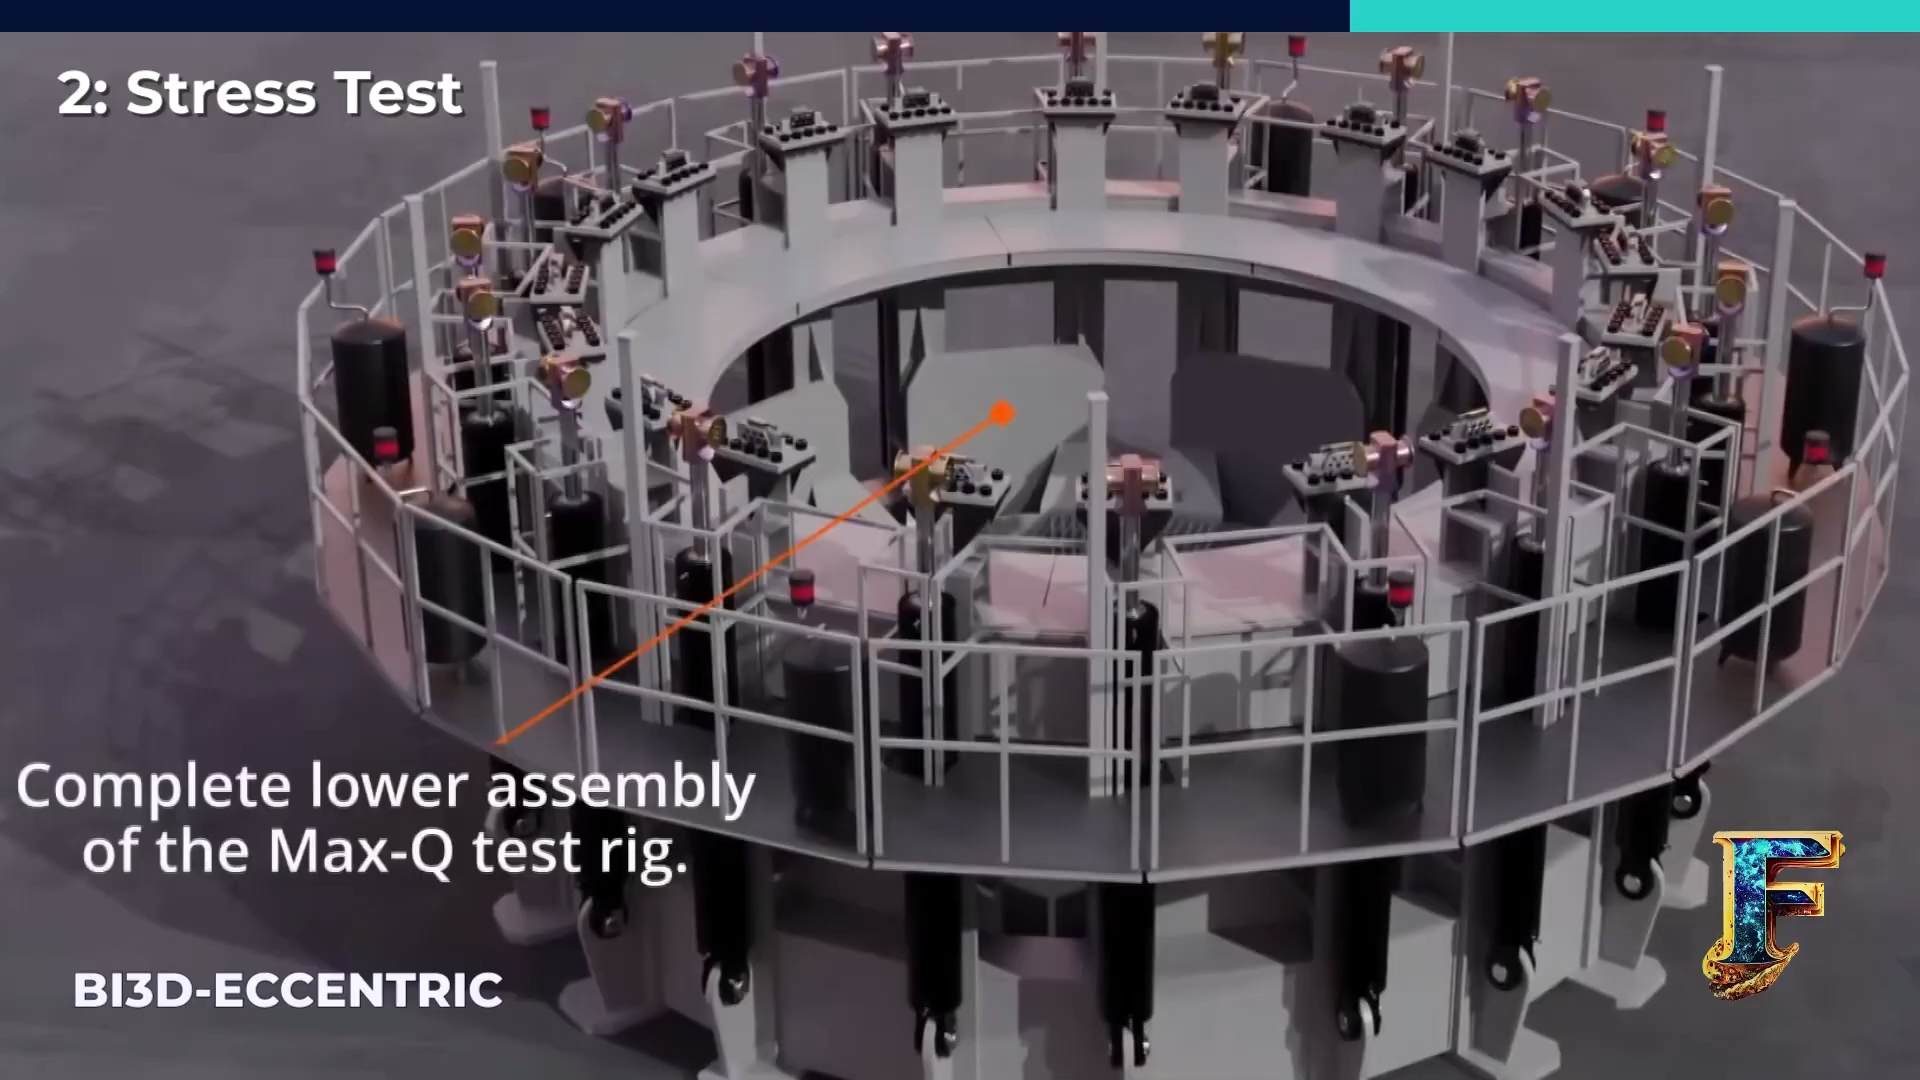 2: Stress Test
Complete lower assembly
of the Max-Q test rig.
BI3D-ECCENTRIC
F